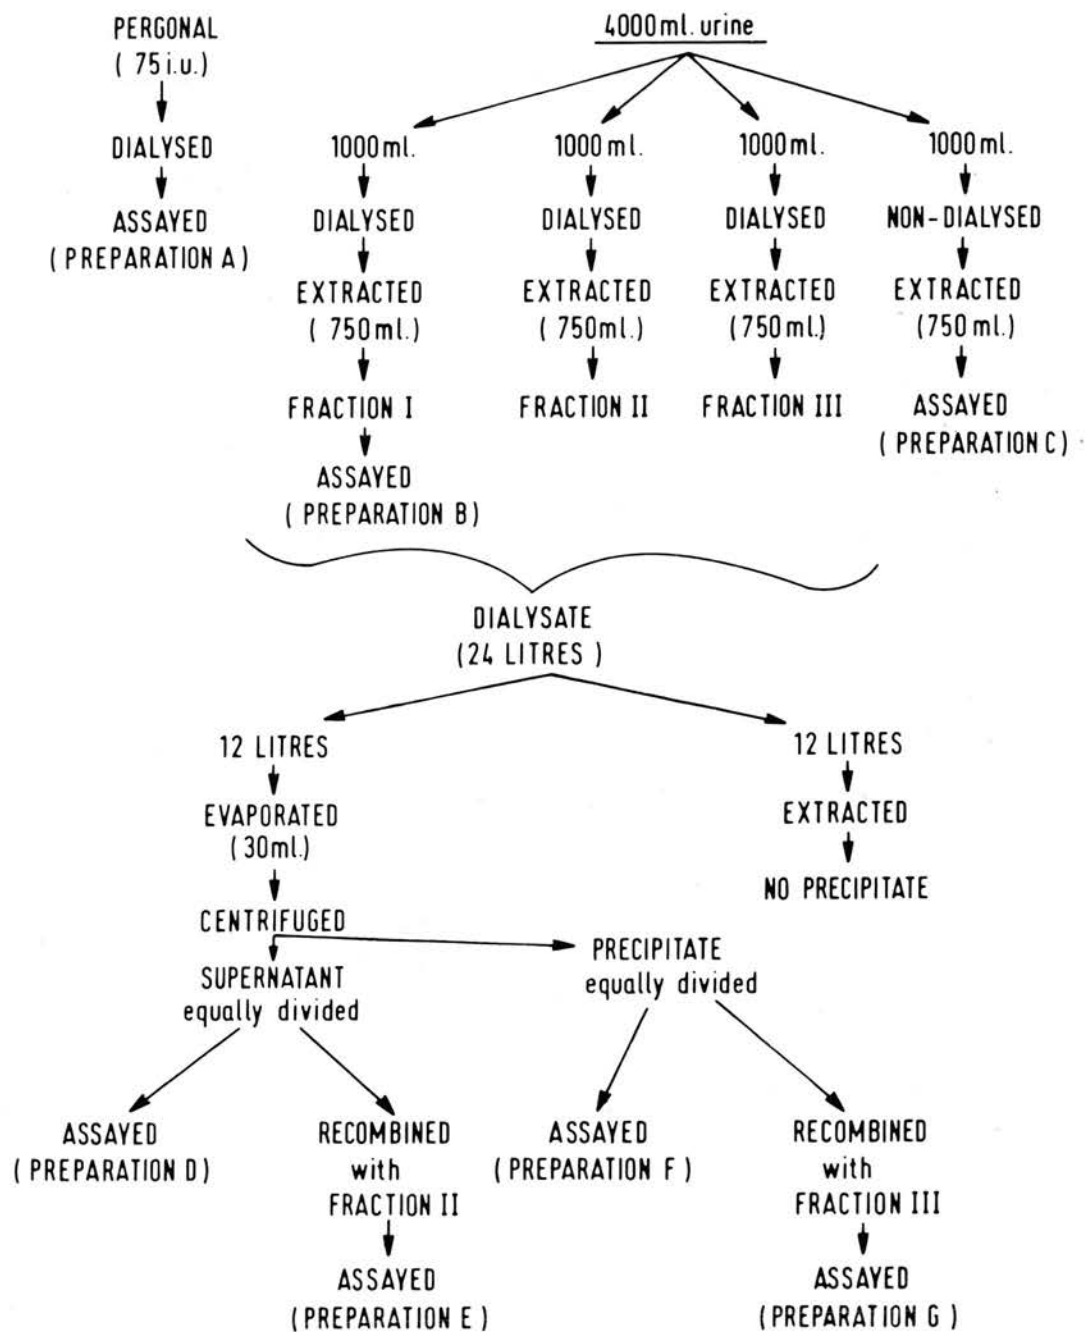 PERGONAL
( 75 i.u.)
DIALYSED
ASSAYED
( PREPARATION A )
4000 ml. urine
1000 ml.
DIALYSED
EXTRACTED
( 750 ml.)
FRACTION I
ASSAYED
( PREPARATION B)
1000 ml.
DIALYSED
EXTRACTED
( 750 ml.)
FRACTION II
1000 ml.
DIALYSED
EXTRACTED
(750 ml.)
FRACTION III
1000 ml.
NON-DIALYSED
EXTRACTED
(750 ml.)
ASSAYED
( PREPARATION C )
DIALYSATE
(24 LITRES )
12 LITRES
EVAPORATED
(30ml.)
CENTRIFUGED
SUPERNATANT
equally divided
ASSAYED
( PREPARATION D )
RECOMBINED
with
FRACTION II
ASSAYED
( PREPARATION E )
PRECIPITATE
equally divided
ASSAYED
( PREPARATION F )
RECOMBINED
with
FRACTION III
ASSAYED
( PREPARATION G )
12 LITRES
EXTRACTED
NO PRECIPITATE